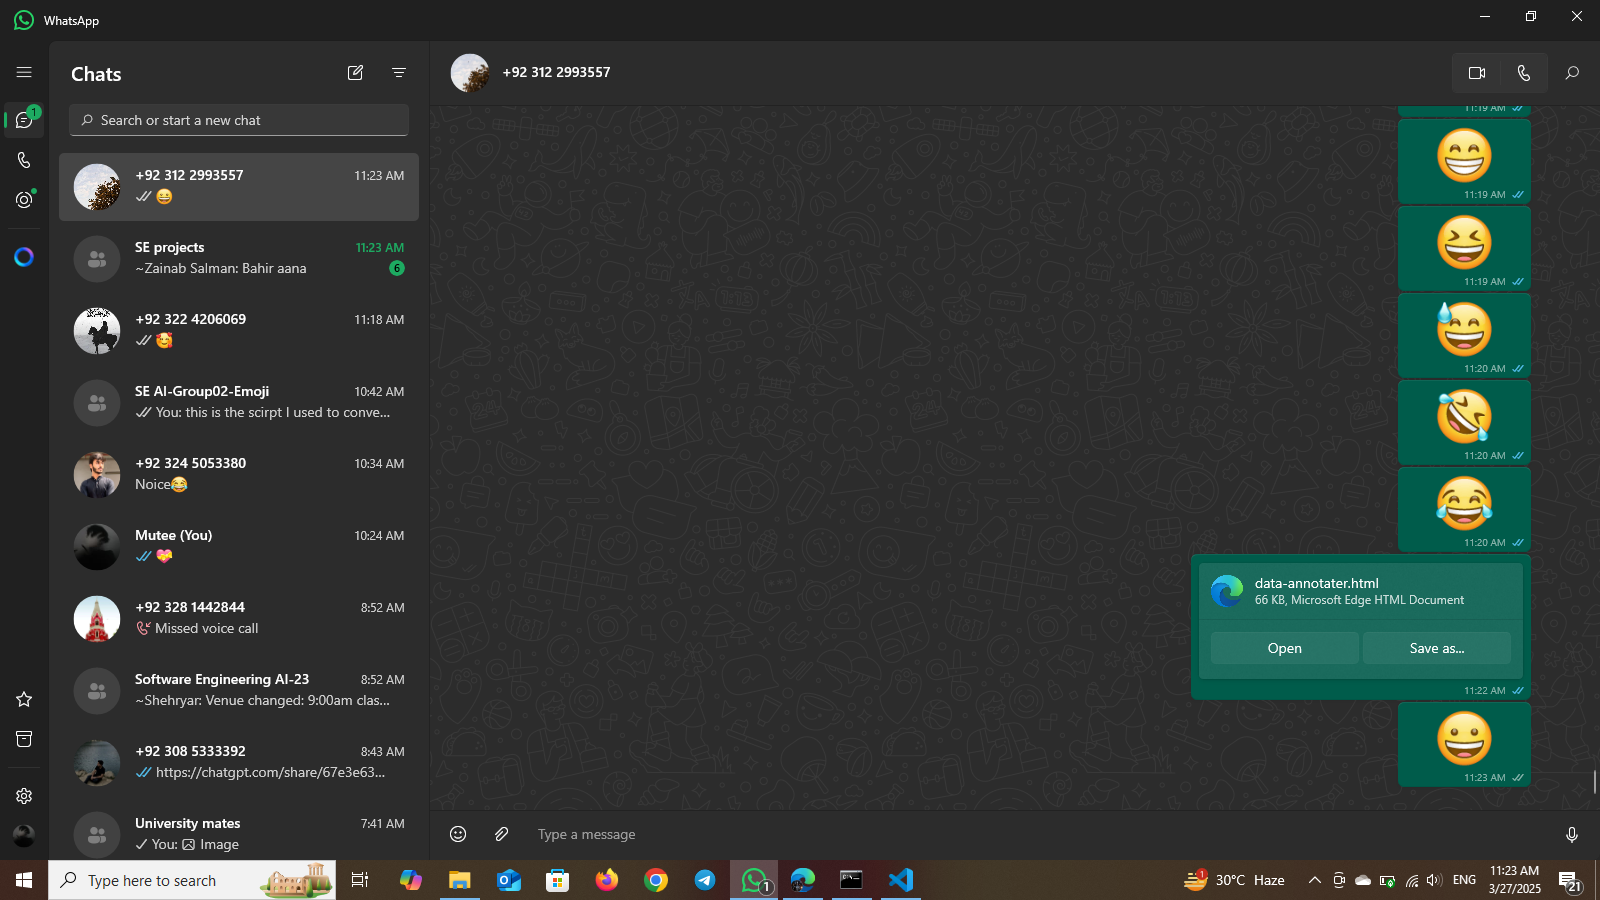 WhatsApp
Chats
+92 312 2993557
1
Search or start a new chat
+92 312 2993557
11:23 AM
SE projects
11:23 AM
~Zainab Salman: Bahir aana
6
+92 322 4206069
11:18 AM
SE AI-Group02-Emoji
10:42 AM
You: this is the scirpt I used to conve...
+92 324 5053380
10:34 AM
Noice😂
Mutee (You)
10:24 AM
+92 328 1442844
8:52 AM
Missed voice call
Software Engineering AI-23
8:52 AM
~Shehryar: Venue changed: 9:00am clas...
+92 308 5333392
8:43 AM
https://chatgpt.com/share/67e3e63...
University mates
7:41 AM
You: Image
11:19 AM
11:19 AM
11:19 AM
11:20 AM
11:20 AM
11:20 AM
data-annotater.html
66 KB, Microsoft Edge HTML Document
Open
Save as...
11:22 AM
11:23 AM
Type a message
Type here to search
1
1
30°C Haze
ENG
11:23 AM
3/27/2025
21